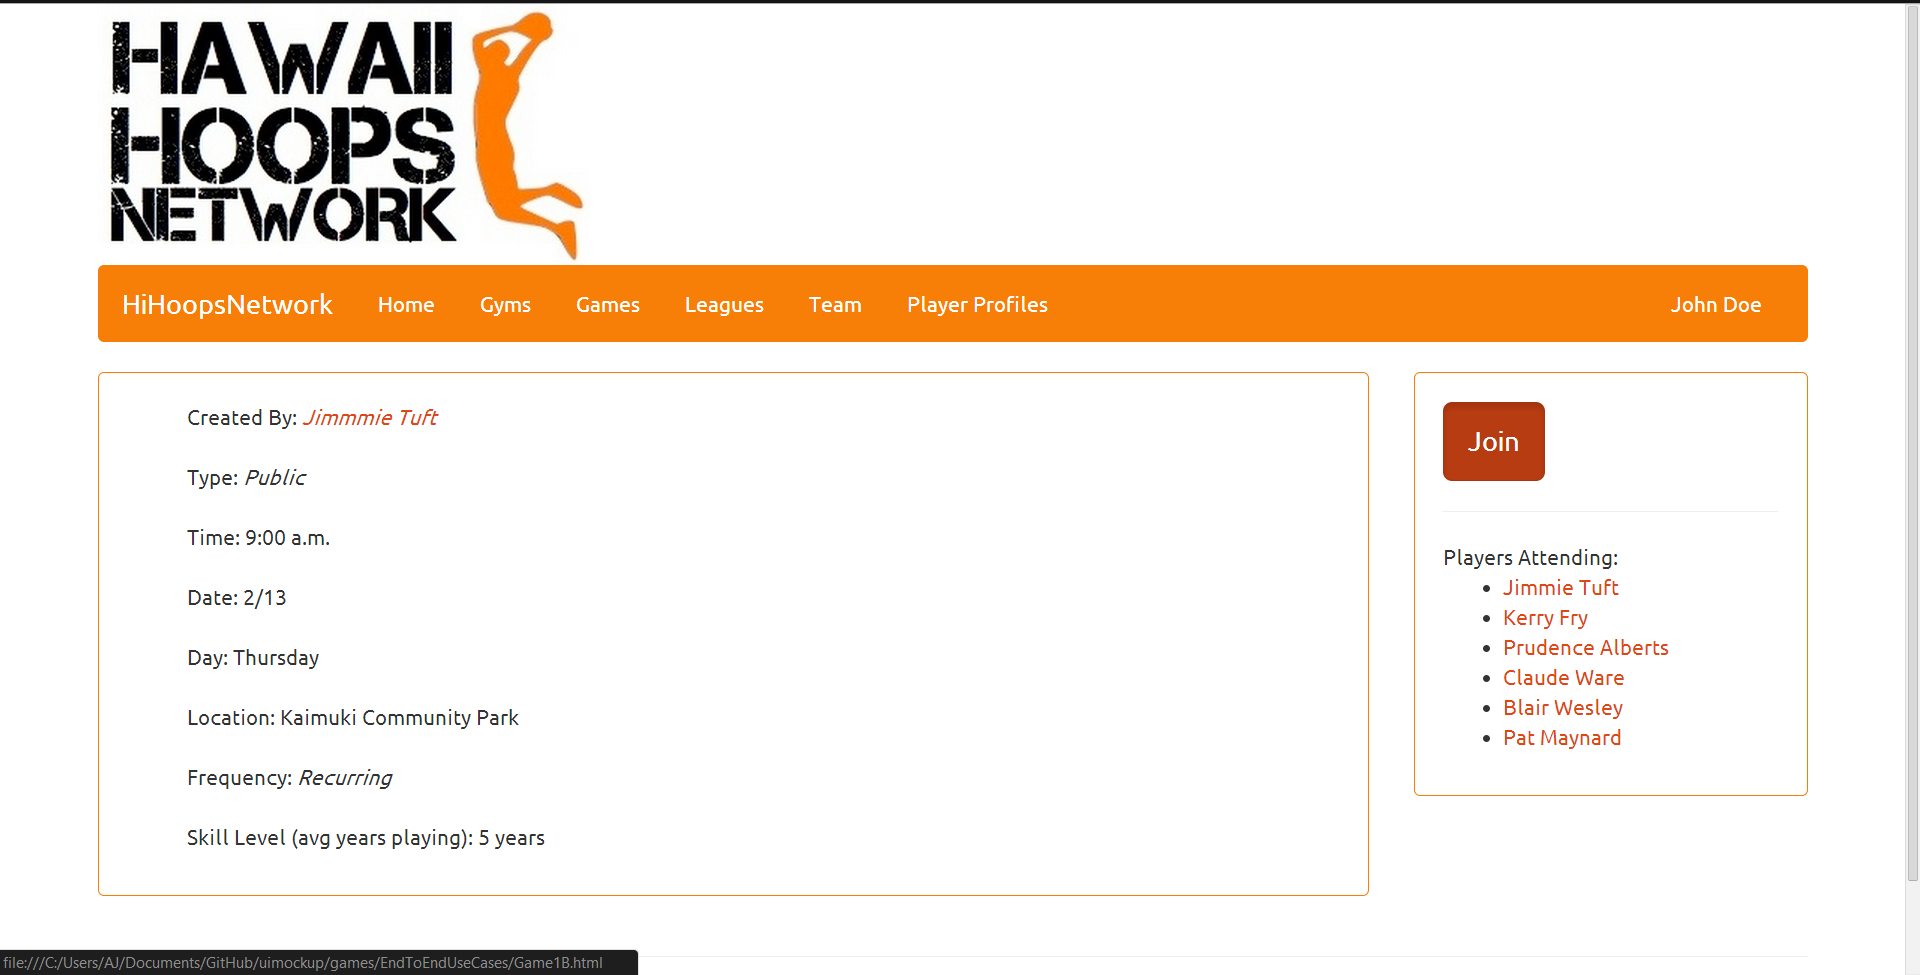 HAWAII
HOOPS
NETWORK
HiHoopsNetwork Home Gyms Games Leagues Team Player Profiles John Doe
Created By: Jimmmie Tuft
Type: Public
Time: 9:00 a.m.
Date: 2/13
Day: Thursday
Location: Kaimuki Community Park
Frequency: Recurring
Skill Level (avg years playing): 5 years
Join
Players Attending:
Jimmie Tuft
Kerry Fry
Prudence Alberts
Claude Ware
Blair Wesley
Pat Maynard
file:///C:/Users/AJ/Documents/GitHub/uimockup/games/EndToEndUseCases/Game1B.html